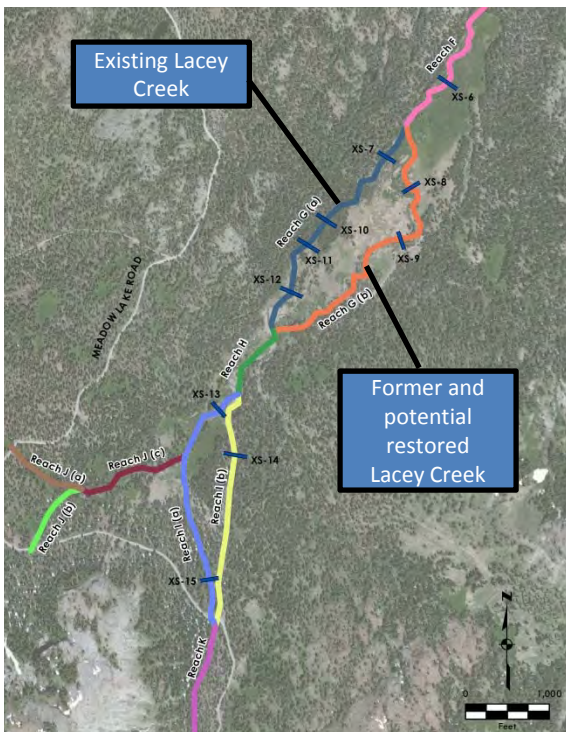 Existing Lacey
Creek
Reach F
XS-6
XS-7
XS-8
Reach G (a)
XS-10
XS-11
XS-9
XS-12
Reach G (b)
MEADOW LAKE ROAD
Reach H
Former and
potential
restored
Lacey Creek
XS-13
XS-14
Reach J (a)
Reach J (c)
Reach I (b)
Reach J (b)
Reach I (a)
XS-15
Reach K
N
0 1,000
Feet